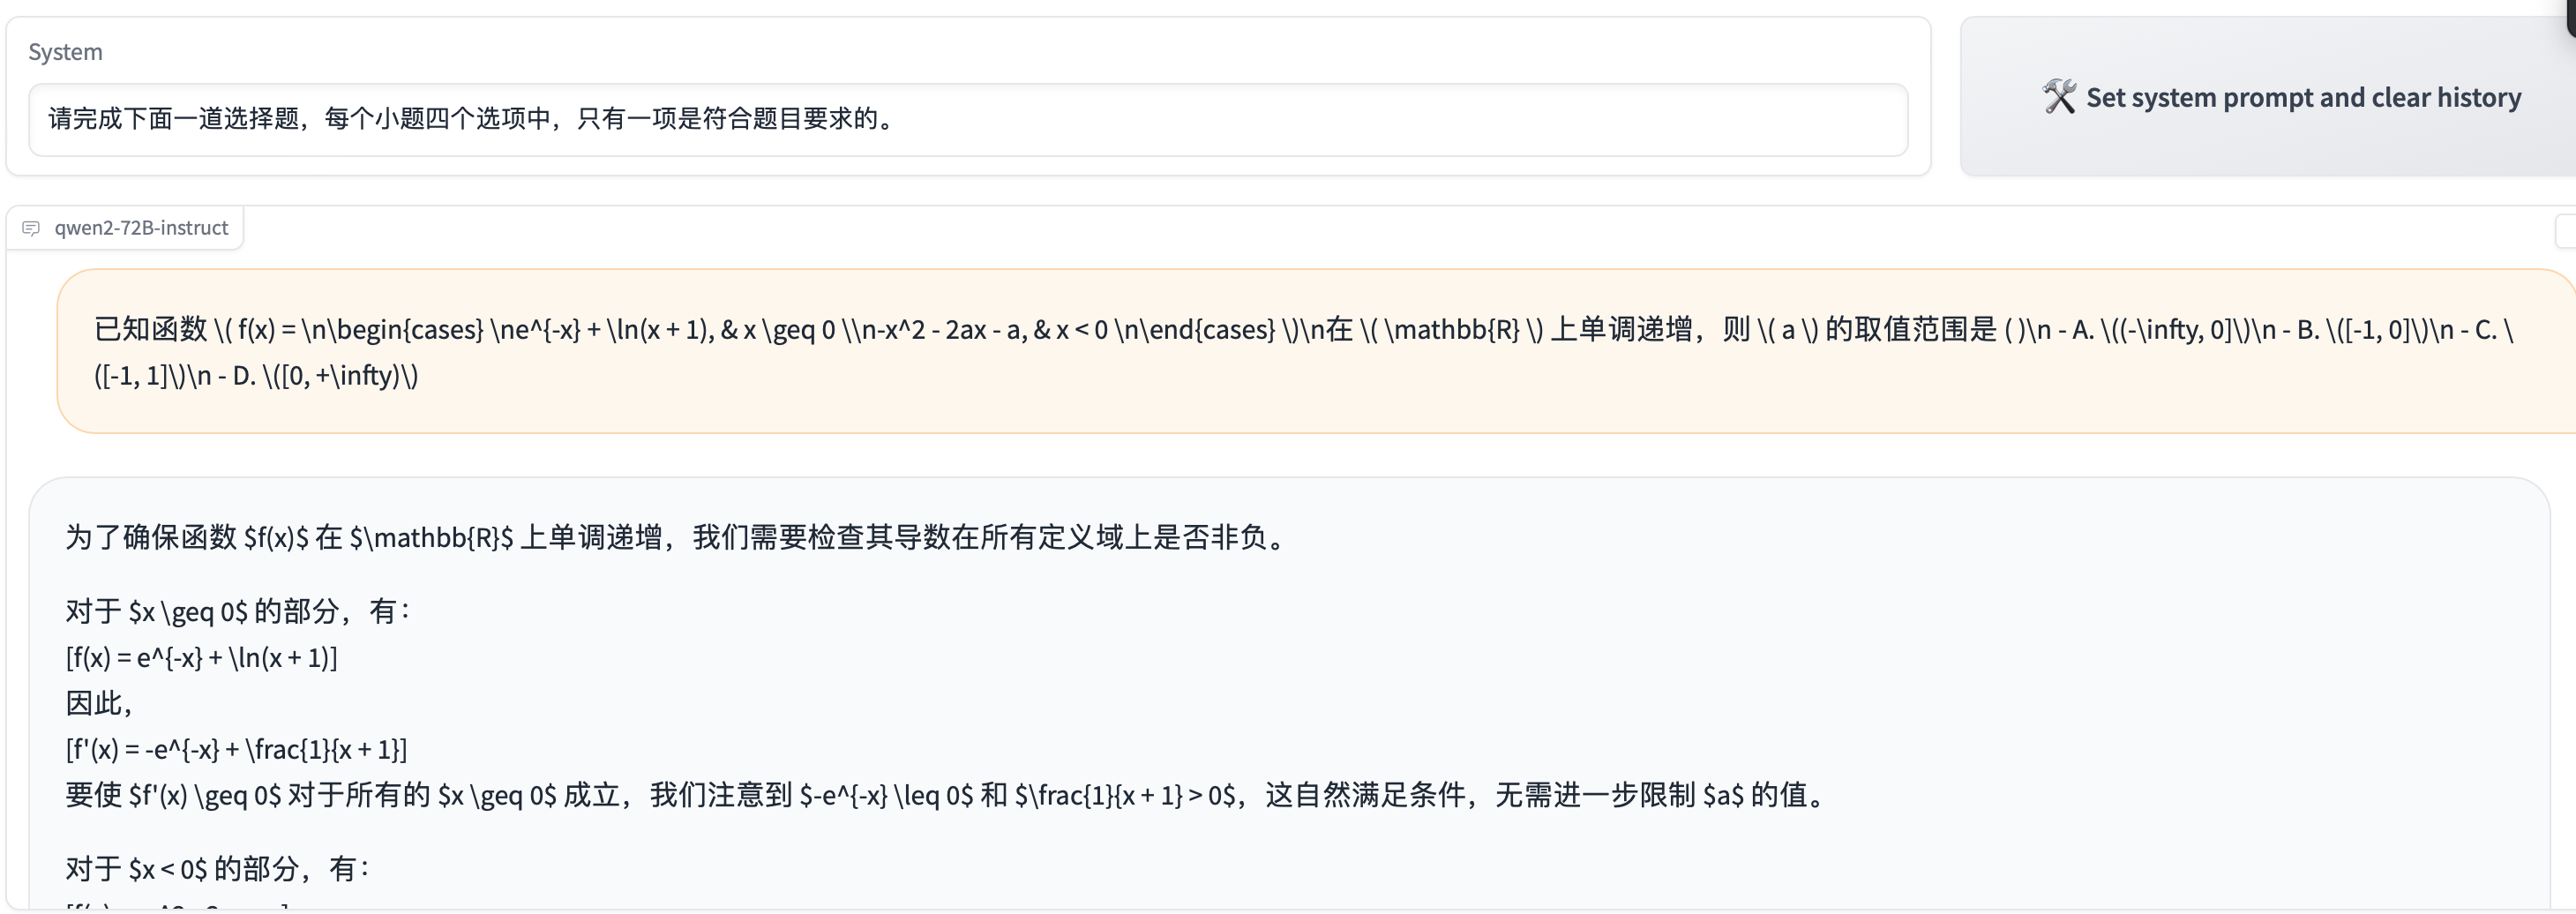 System
请完成下面一道选择题，每个小题四个选项中，只有一项是符合题目要求的。
🛠 Set system prompt and clear history
qwen2-72B-instruct
已知函数 \( f(x) = \n\begin{cases} \ne^{-x} + \ln(x + 1), & x \geq 0 \\n-x^2 - 2ax - a, & x < 0 \n\end{cases} \)\n在 \( \mathbb{R} \) 上单调递增，则 \( a \) 的取值范围是 ( )\n - A. \((-\infty, 0]\)\n - B. \([-1, 0]\)\n - C. \
([-1, 1]\)\n - D. \([0, +\infty)\)
为了确保函数 $f(x)$ 在 $\mathbb{R}$ 上单调递增，我们需要检查其导数在所有定义域上是否非负。
对于 $x \geq 0$ 的部分，有：
[f(x) = e^{-x} + \ln(x + 1)]
因此，
[f'(x) = -e^{-x} + \frac{1}{x + 1}]
要使 $f'(x) \geq 0$ 对于所有的 $x \geq 0$ 成立，我们注意到 $-e^{-x} \leq 0$ 和 $\frac{1}{x + 1} > 0$，这自然满足条件，无需进一步限制 $a$ 的值。
对于 $x < 0$ 的部分，有：